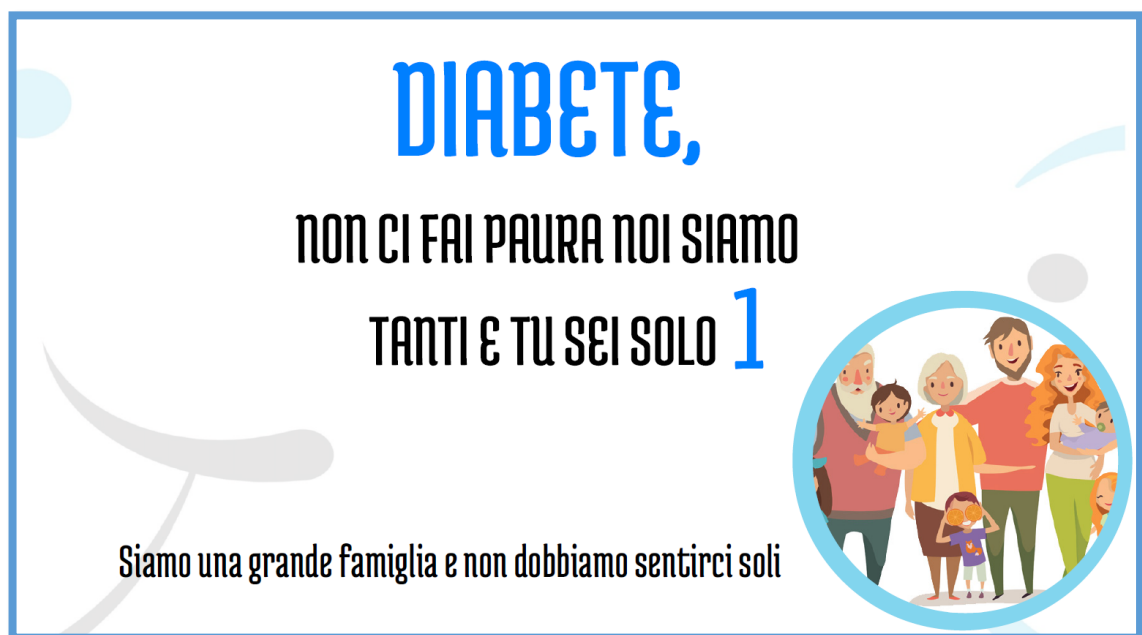 DIABETE,
NON CI FAI PAURA NOI SIAMO
TANTI E TU SEI SOLO 1
Siamo una grande famiglia e non dobbiamo sentirci soli